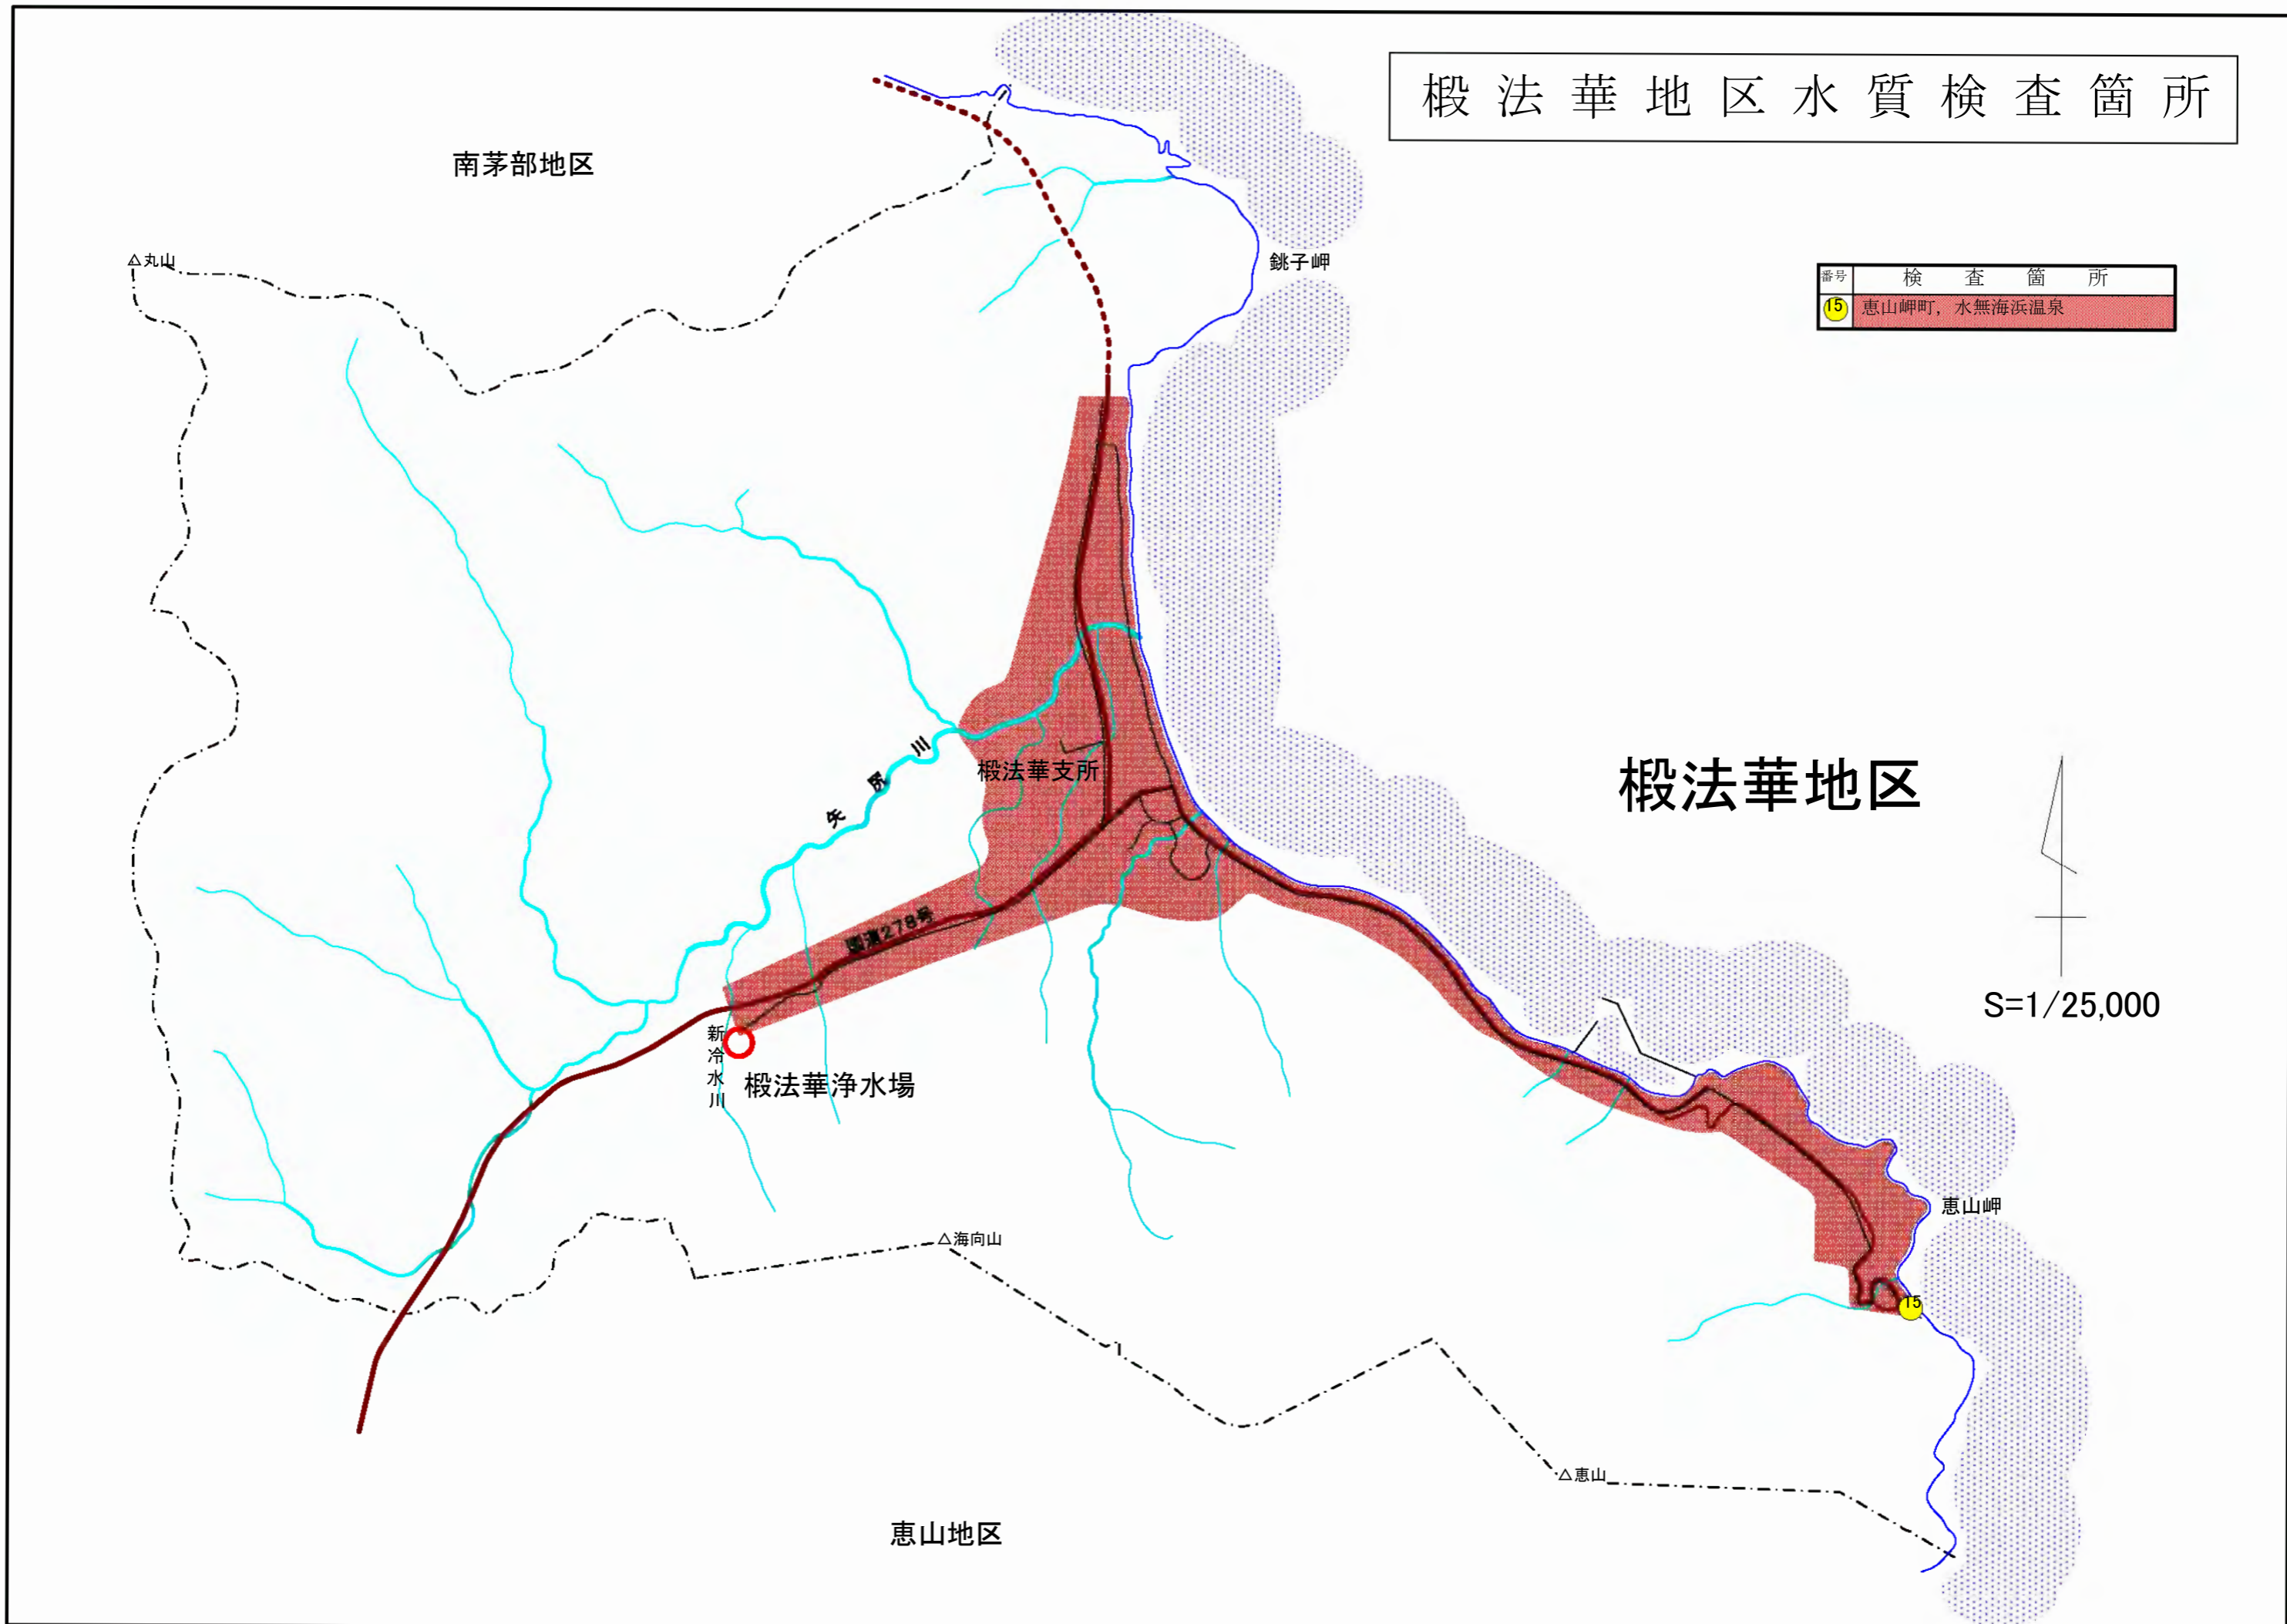 椴法華地区水質検査箇所
南茅部地区
△丸山
銚子岬
番号 検査箇所
15 恵山岬町，水無海浜温泉
矢尻川
椴法華支所
椴法華地区
国道278号
S=1/25,000
新冷水川
椴法華浄水場
恵山岬
△海向山
15
△恵山
恵山地区